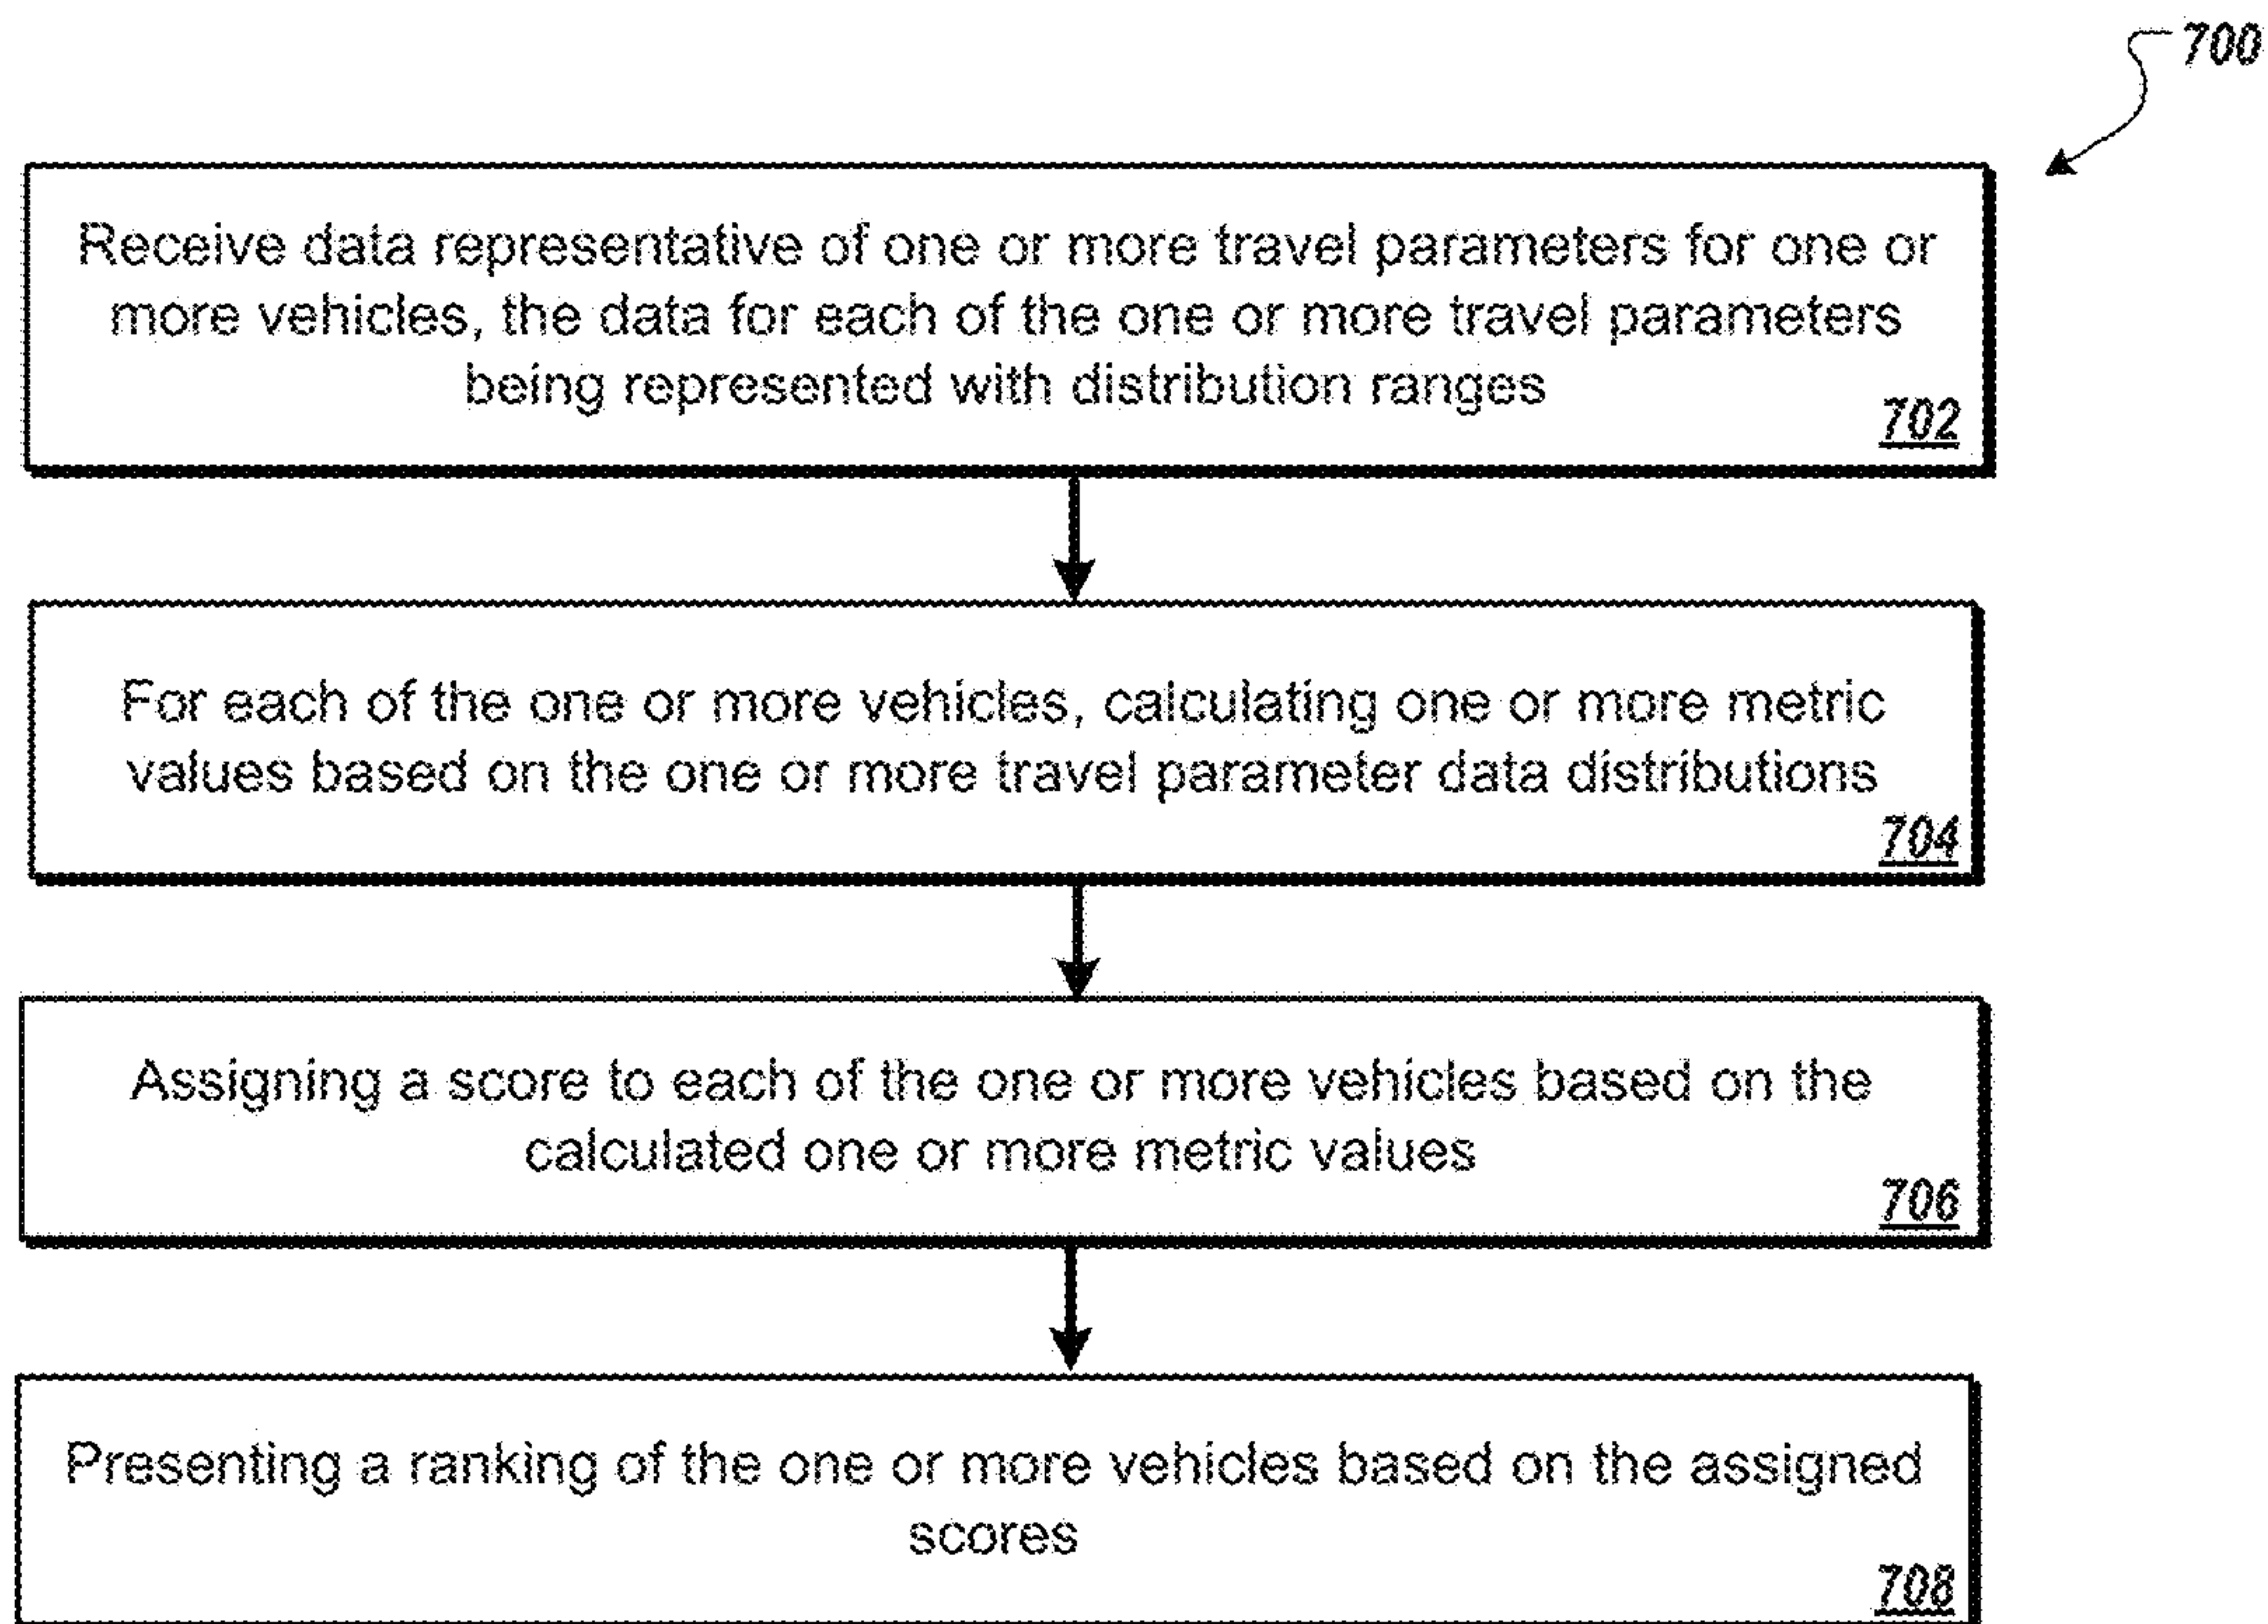 700
Receive data representative of one or more travel parameters for one or
more vehicles, the data for each of the one or more travel parameters
being represented with distribution ranges
702
For each of the one or more vehicles, calculating one or more metric
values based on the one or more travel parameter data distributions
704
Assigning a score to each of the one or more vehicles based on the
calculated one or more metric values
706
Presenting a ranking of the one or more vehicles based on the assigned
scores
708